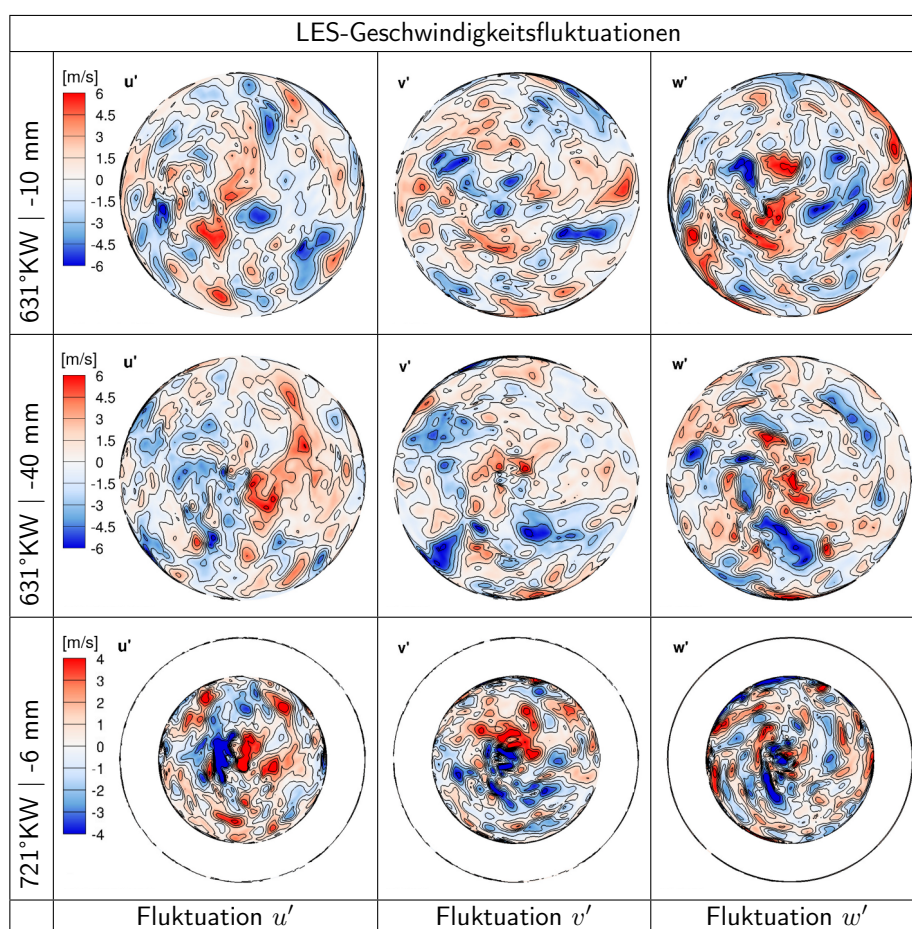 LES-Geschwindigkeitsfluktuationen
631°KW | -10 mm
[m/s]
6
4.5
3
1.5
0
-1.5
-3
-4.5
-6
u'
v'
w'
631°KW | -40 mm
[m/s]
6
4.5
3
1.5
0
-1.5
-3
-4.5
-6
u'
v'
w'
721°KW | -6 mm
[m/s]
4
3
2
1
0
-1
-2
-3
-4
u'
v'
w'
Fluktuation u′
Fluktuation v′
Fluktuation w′